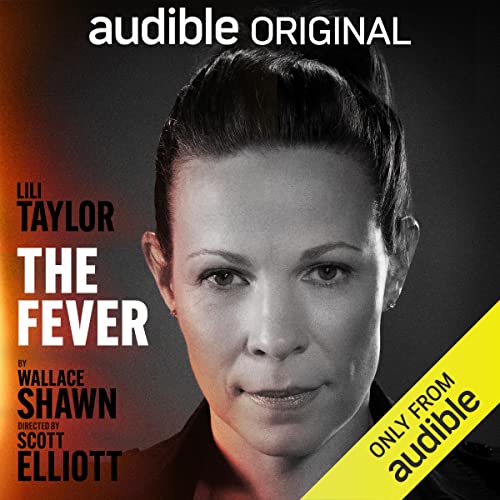 audible ORIGINAL
LILI
TAYLOR
THE
FEVER
BY
WALLACE
SHAWN
DIRECTED BY
SCOTT
ELLIOTT
ONLY FROM
audible